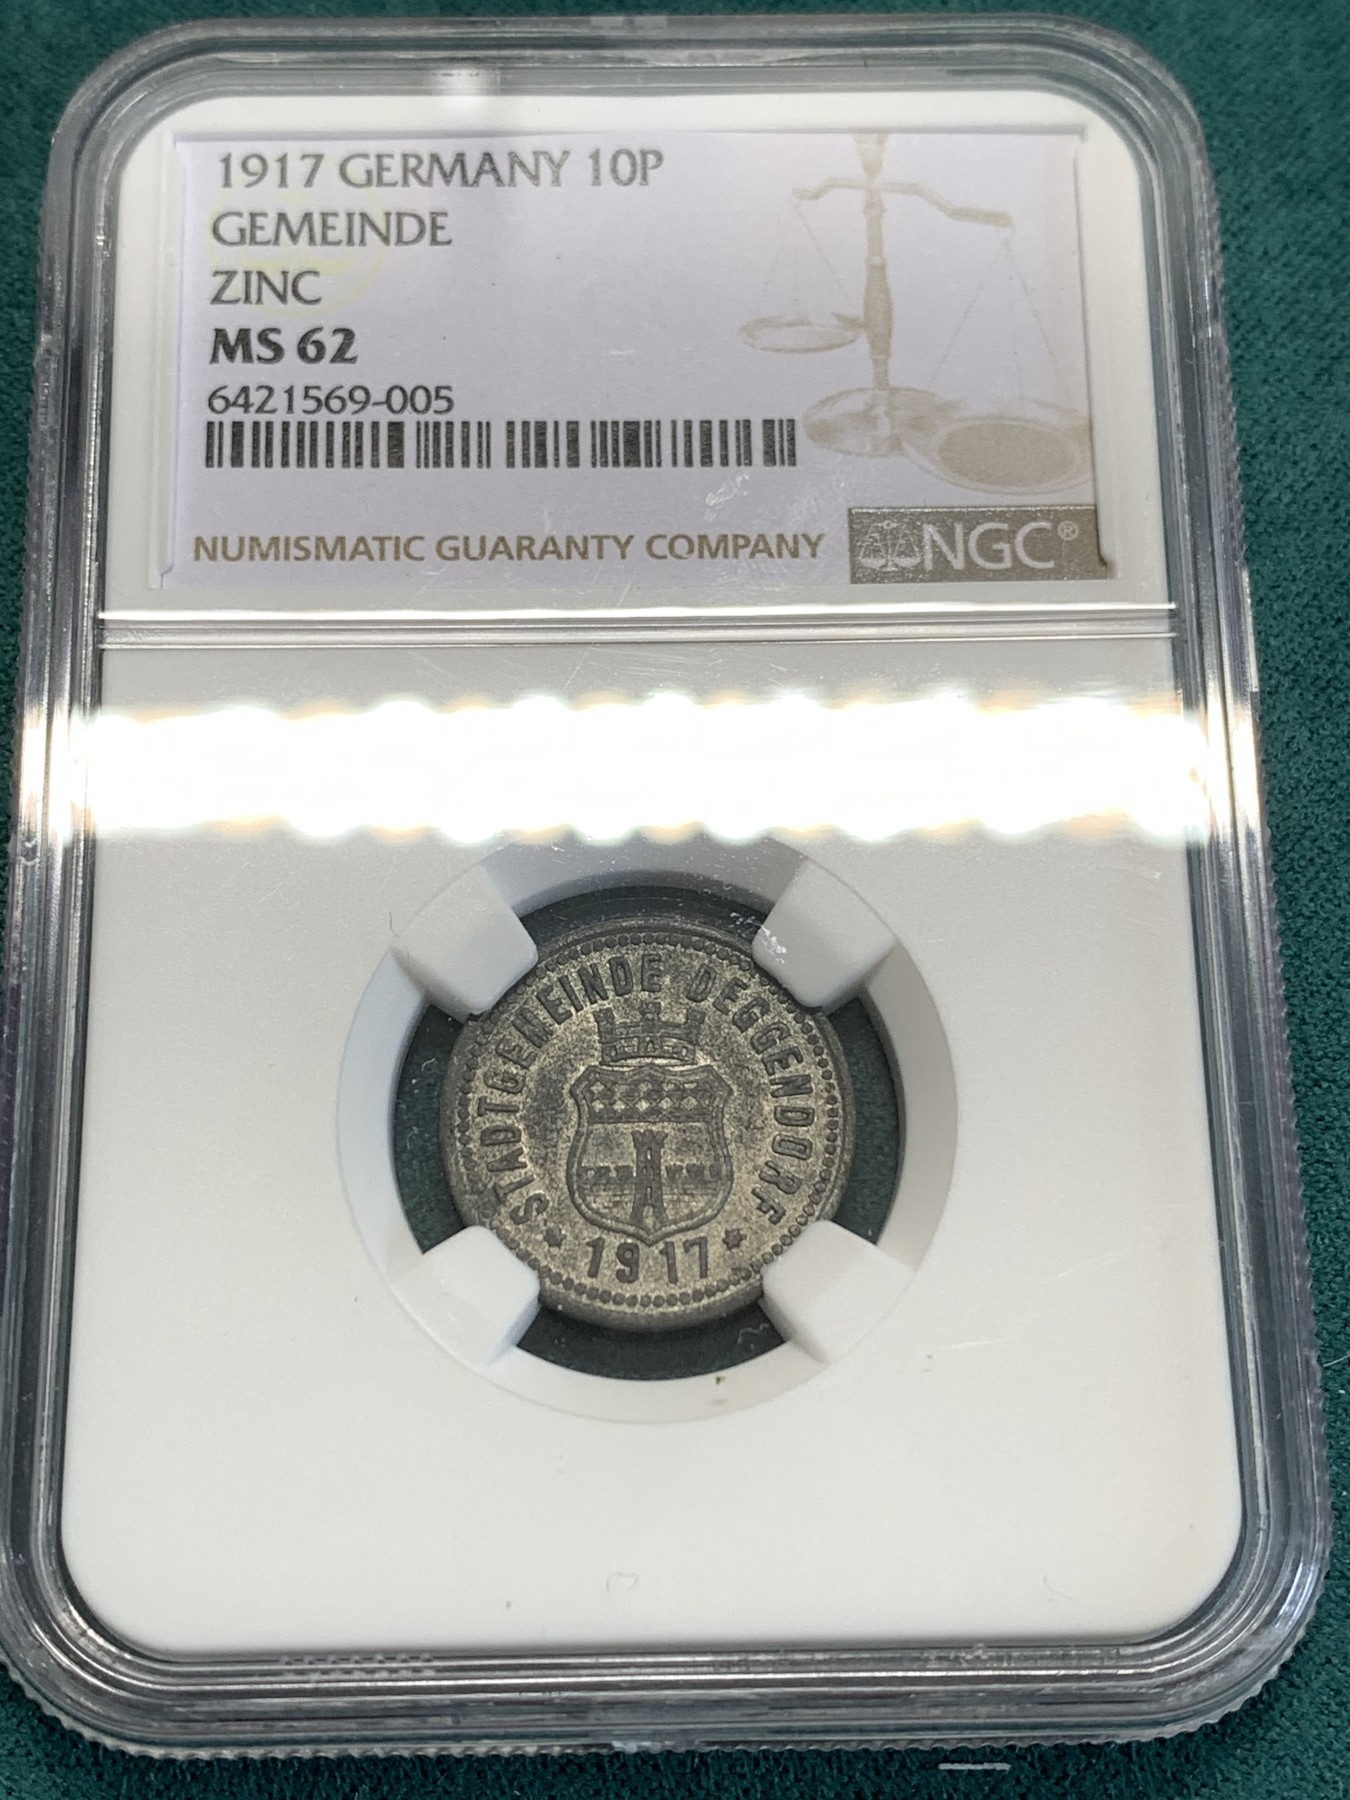 1917 GERMANY 10P
GEMEINDE
ZINC
MS 62
6421569-005
NUMISMATIC GUARANTY COMPANY
NGC®
STADTGEMEINDE DEGGENDORF
* 1917 *